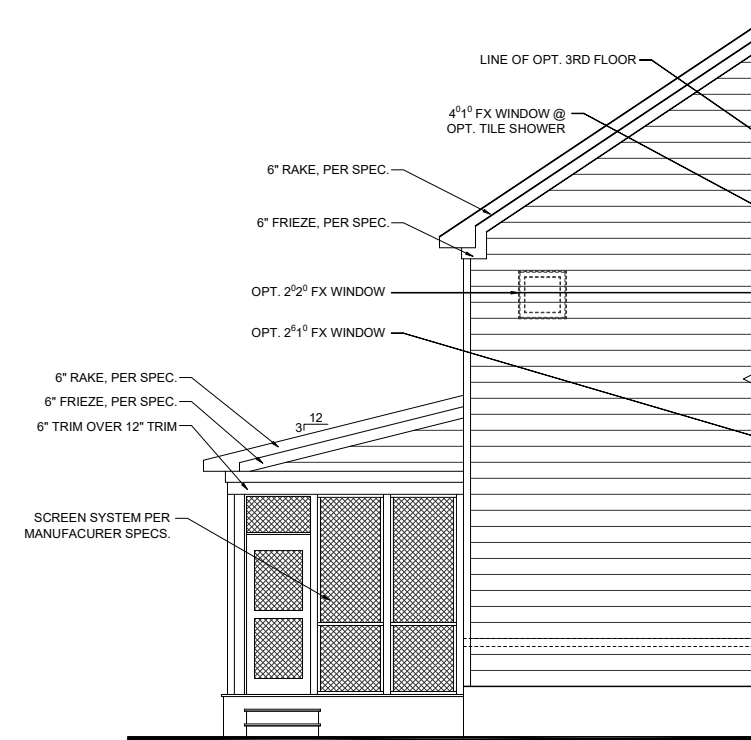 LINE OF OPT. 3RD FLOOR
4⁰1⁰ FX WINDOW @
OPT. TILE SHOWER
6" RAKE, PER SPEC.
6" FRIEZE, PER SPEC.
OPT. 2⁰2⁰ FX WINDOW
OPT. 2⁶1⁰ FX WINDOW
6" RAKE, PER SPEC.
6" FRIEZE, PER SPEC.
12
3
6" TRIM OVER 12" TRIM
SCREEN SYSTEM PER
MANUFACURER SPECS.